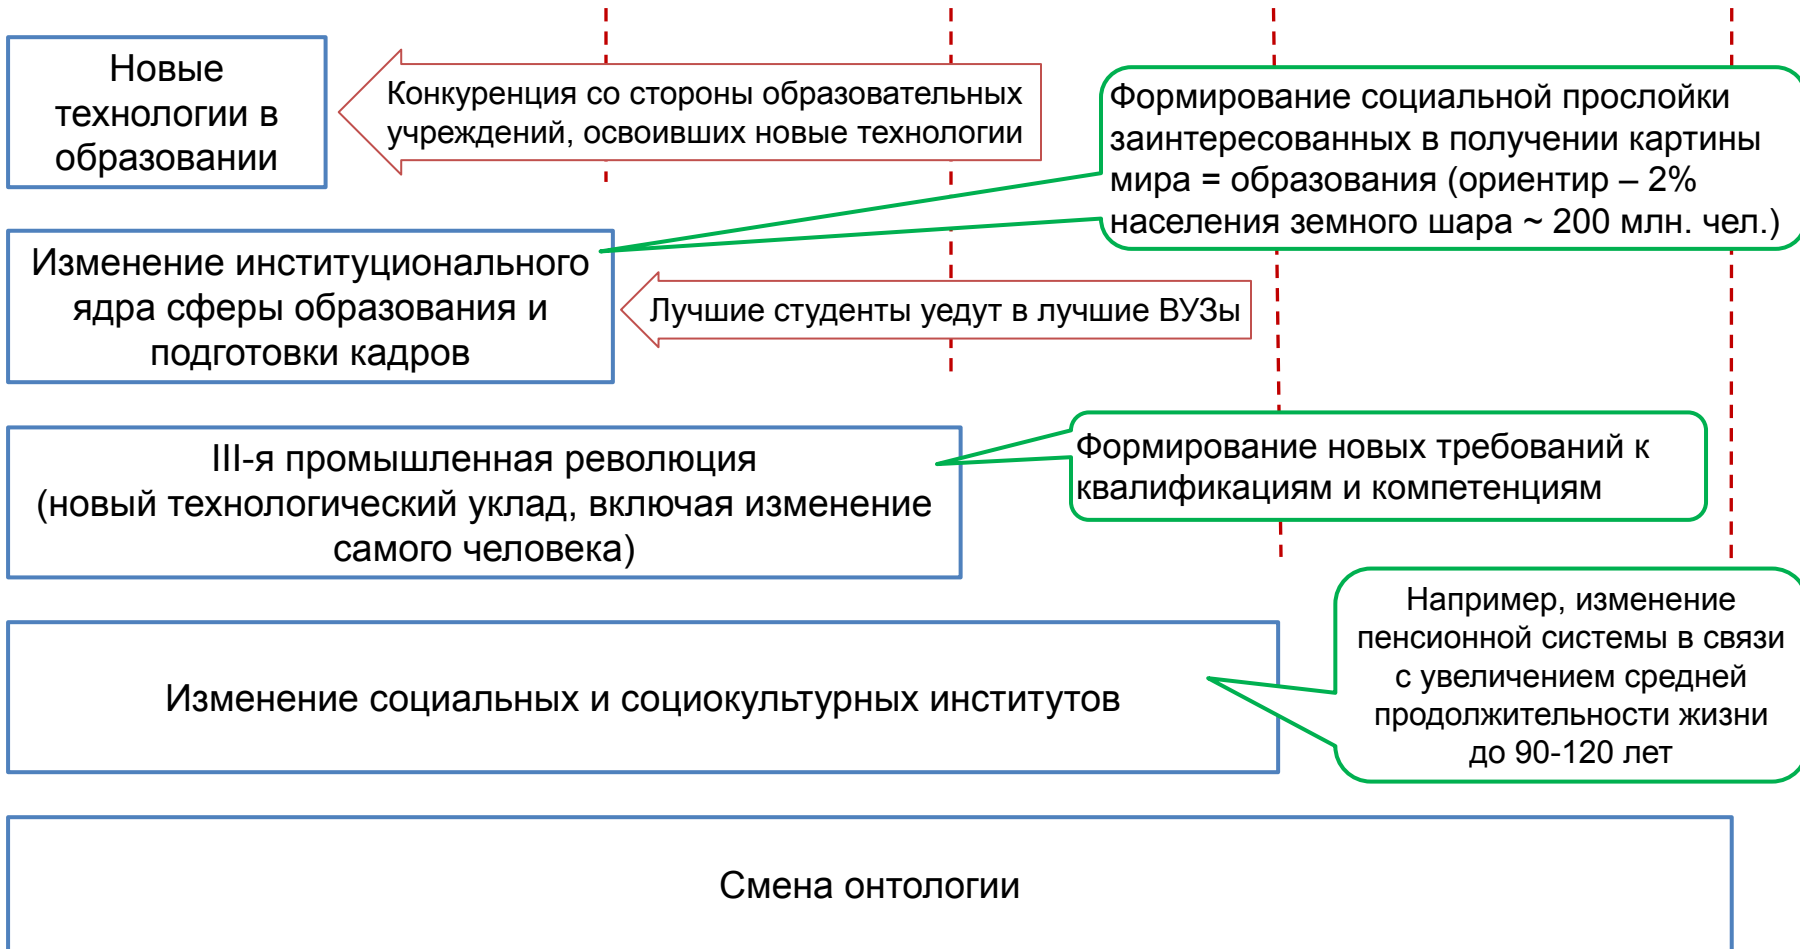 Новые
технологии в
образовании
Конкуренция со стороны образовательных
учреждений, освоивших новые технологии
Формирование социальной прослойки
заинтересованных в получении картины
мира = образования (ориентир – 2%
населения земного шара ~ 200 млн. чел.)
Изменение институционального
ядра сферы образования и
подготовки кадров
Лучшие студенты уедут в лучшие ВУЗы
III-я промышленная революция
(новый технологический уклад, включая изменение
самого человека)
Формирование новых требований к
квалификациям и компетенциям
Изменение социальных и социокультурных институтов
Например, изменение
пенсионной системы в связи
с увеличением средней
продолжительности жизни
до 90-120 лет
Смена онтологии